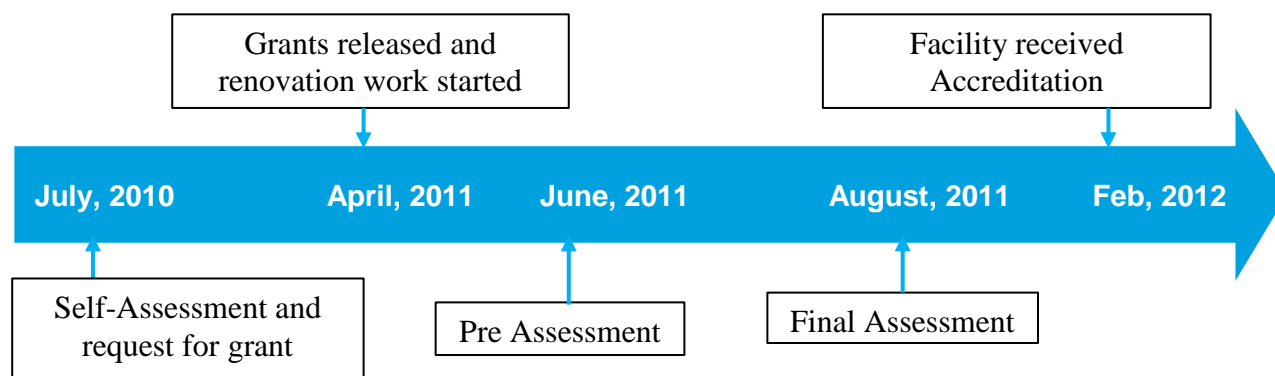 Grants released and
renovation work started
Facility received
Accreditation
July, 2010
April, 2011
June, 2011
August, 2011
Feb, 2012
Self-Assessment and
request for grant
Pre Assessment
Final Assessment